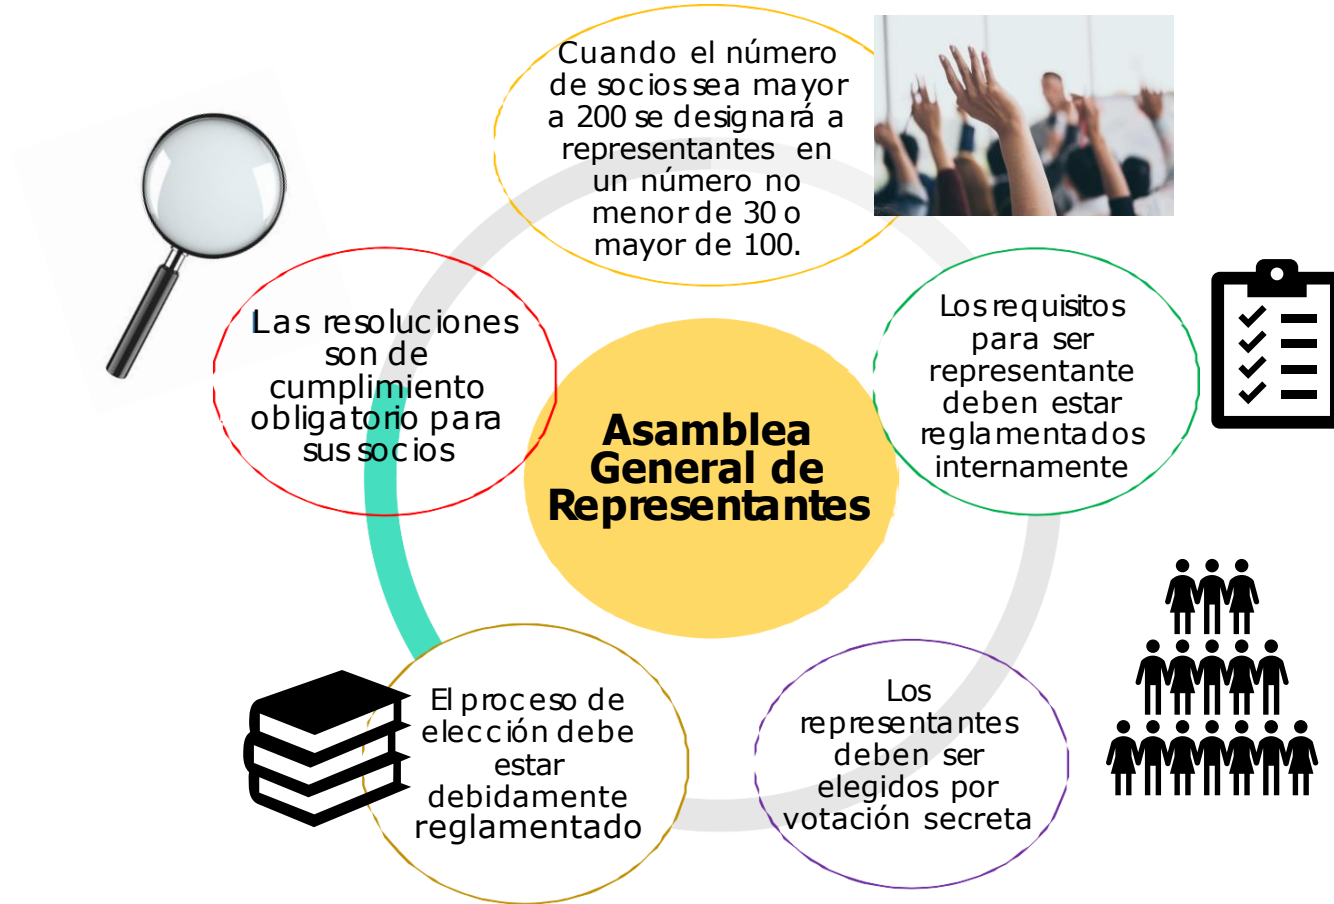 Cuando el número
de socios sea mayor
a 200 se designará a
representantes en
un número no
menor de 30 o
mayor de 100.
Los requisitos
para ser
representante
deben estar
reglamentados
internamente
Las resoluciones
son de
cumplimiento
obligatorio para
sus socios
Asamblea
General de
Representantes
Los
representantes
deben ser
elegidos por
votación secreta
El proceso de
elección debe
estar
debidamente
reglamentado